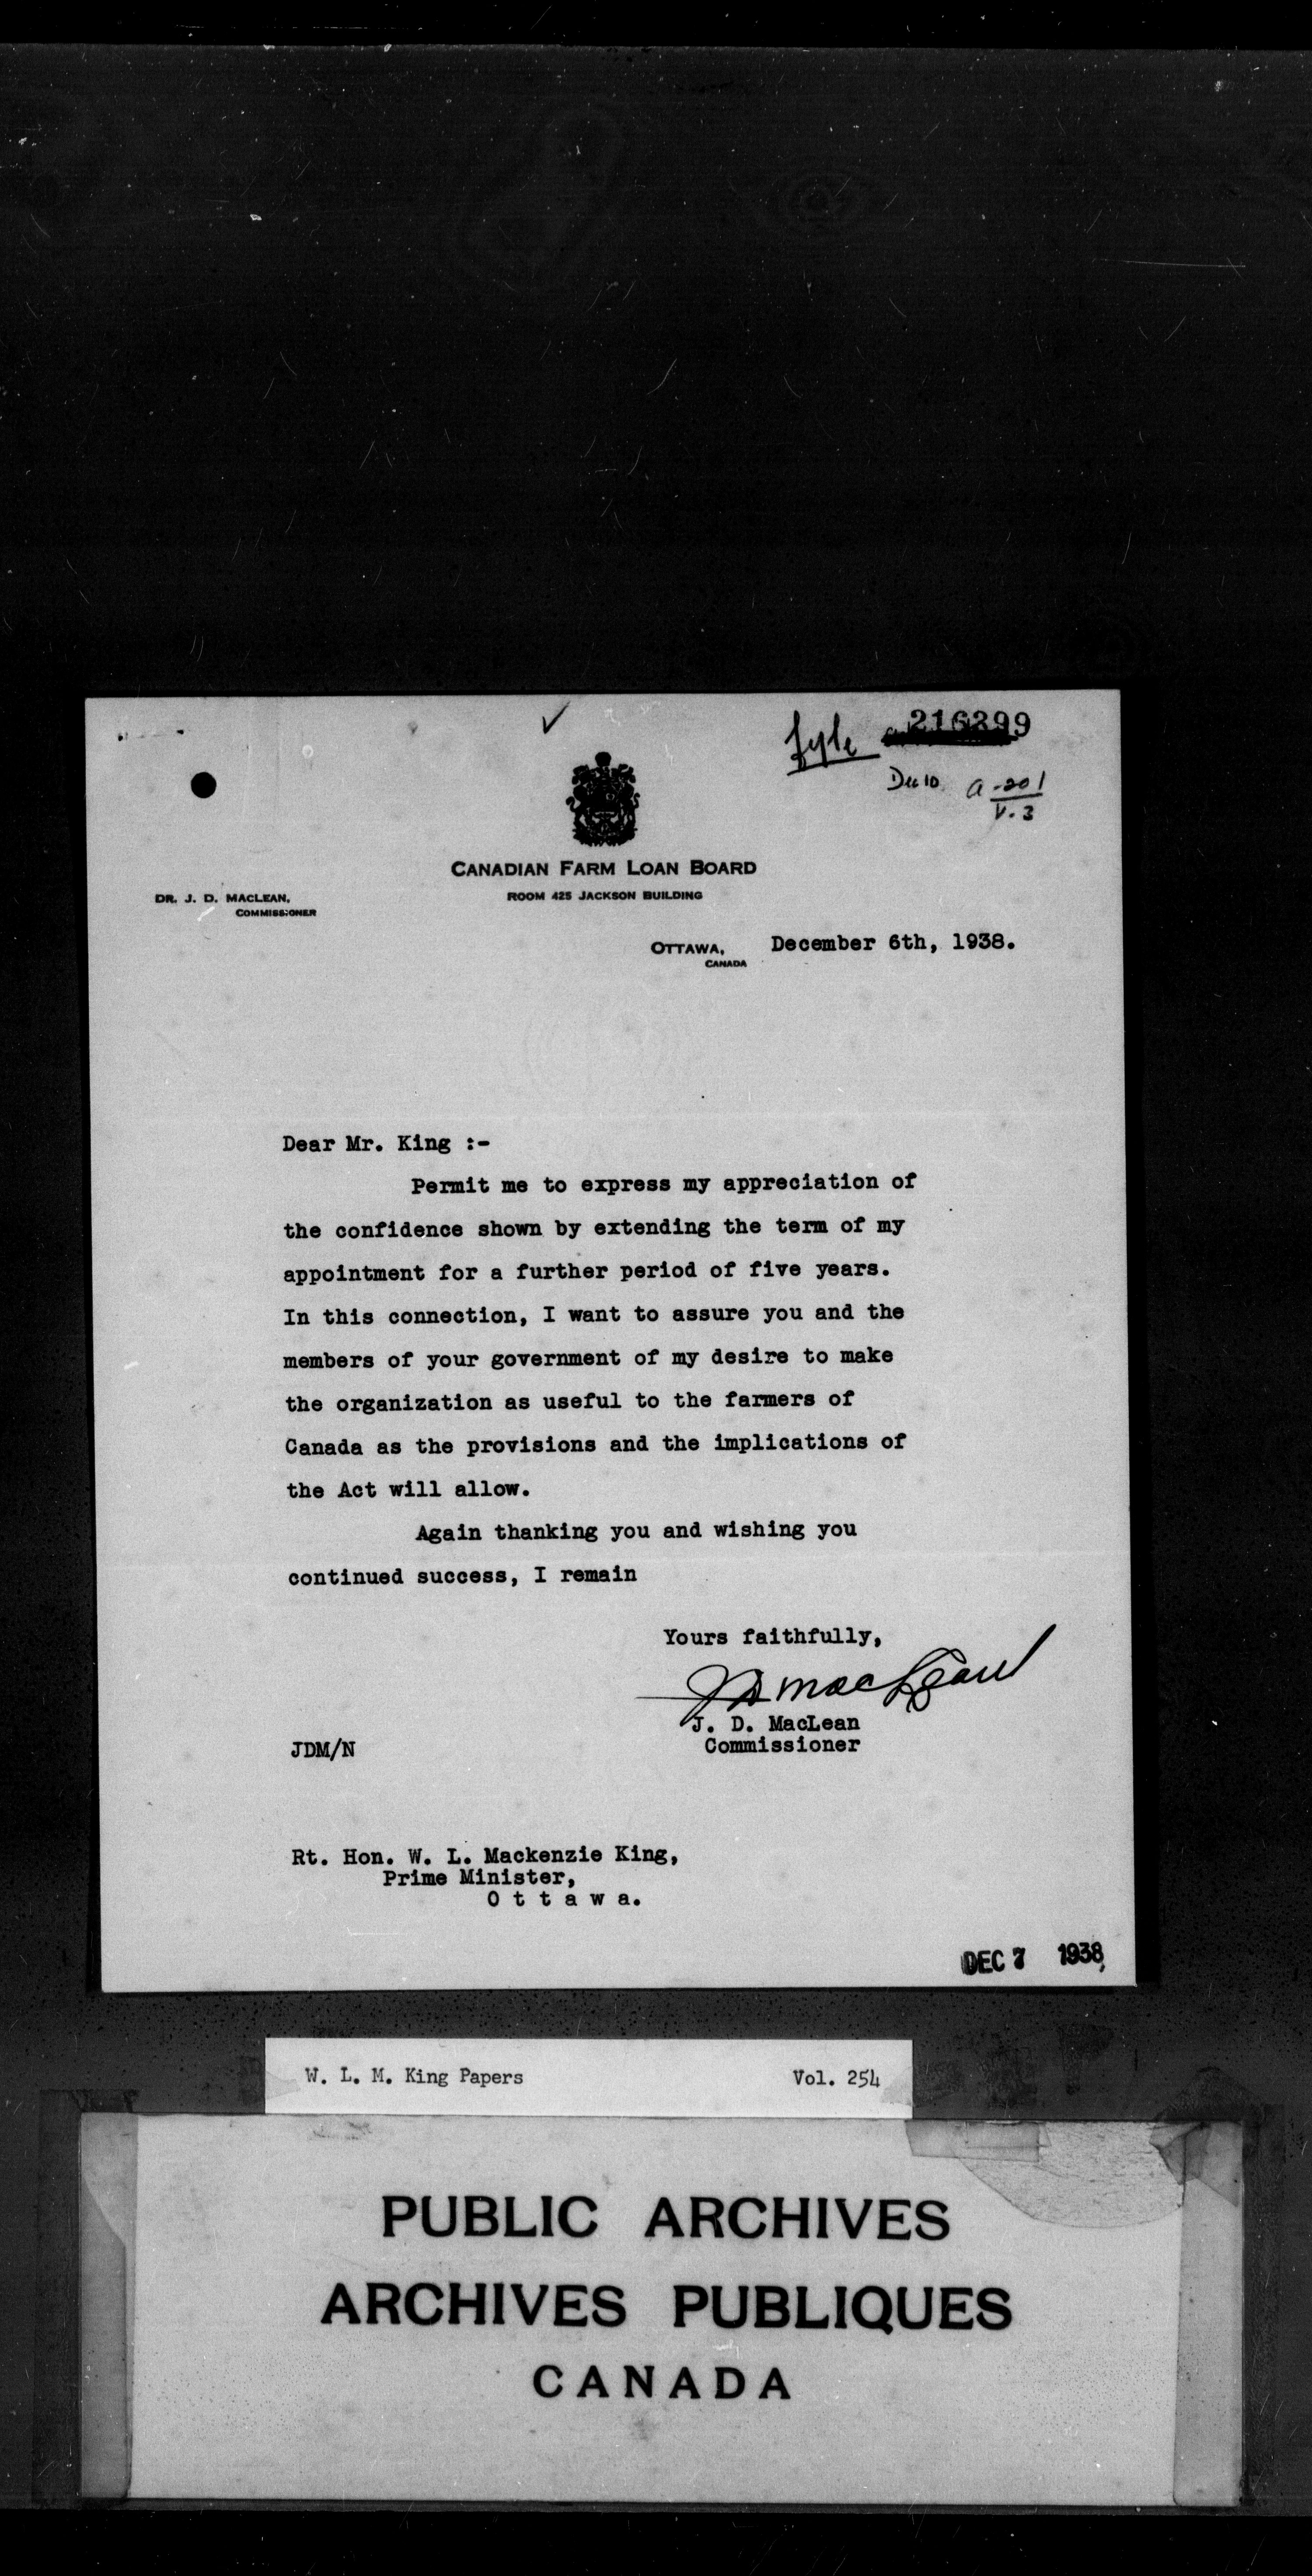 216399
fyle
Dec 10 a-201
V.3
CANADIAN FARM LOAN BOARD
ROOM 425 JACKSON BUILDING
DR. J. D. MACLEAN,
COMMISSIONER
OTTAWA, December 6th, 1938.
CANADA
Dear Mr. King :-
Permit me to express my appreciation of
the confidence shown by extending the term of my
appointment for a further period of five years.
In this connection, I want to assure you and the
members of your government of my desire to make
the organization as useful to the farmers of
Canada as the provisions and the implications of
the Act will allow.
Again thanking you and wishing you
continued success, I remain
Yours faithfully,
JD MacLean
J. D. MacLean
Commissioner
JDM/N
Rt. Hon. W. L. Mackenzie King,
Prime Minister,
O t t a w a.
DEC 7 1938
W. L. M. King Papers Vol. 254
PUBLIC ARCHIVES
ARCHIVES PUBLIQUES
CANADA